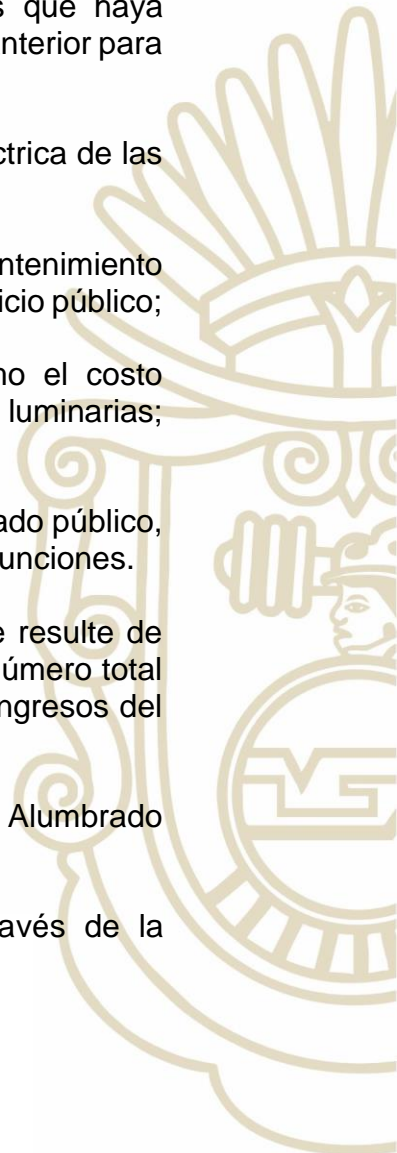 que haya
nterior para
ctrica de las
ntenimiento
icio público;
no el costo
luminarias;
ado público,
unciones.
e resulte de
úmero total
ngresos del
Alumbrado
avés de la